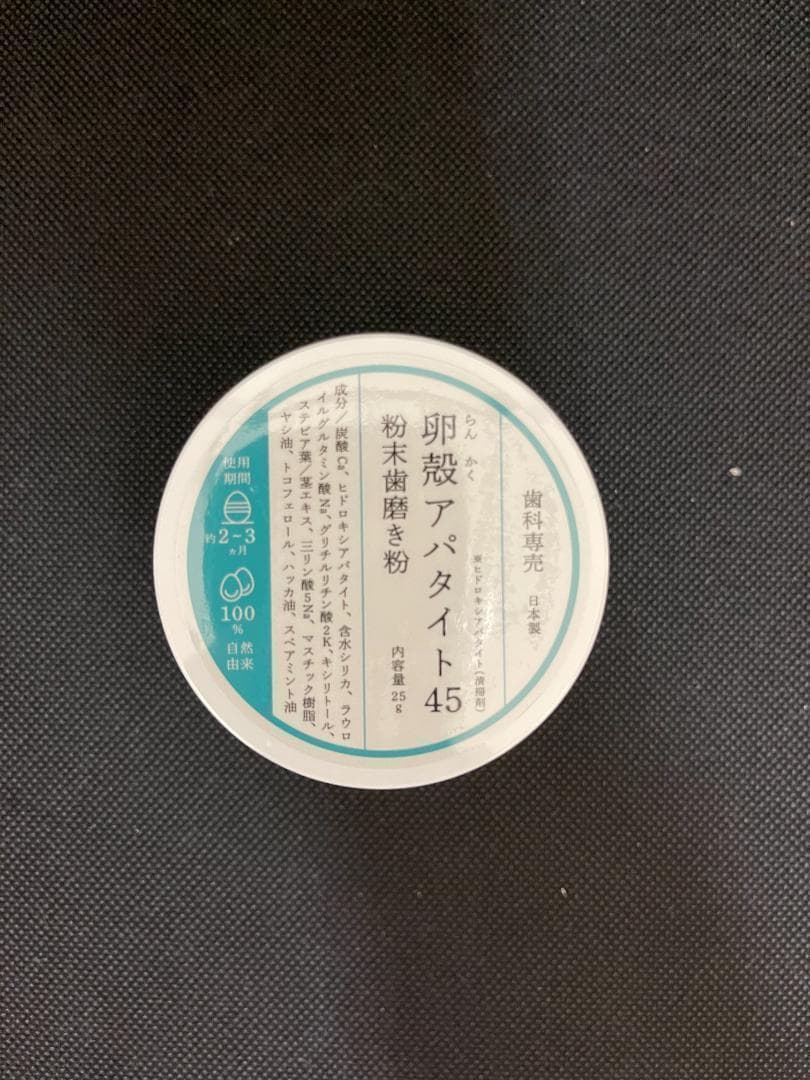 歯科専売 日本製
※ヒドロキシアパタイト(清掃剤)
らん かく
卵殻アパタイト45
粉末歯磨き粉 内容量 25g
成分/炭酸Ca、ヒドロキシアパタイト、含水シリカ、ラウロ
イルグルタミン酸Na、グリチルリチン酸2K、キシリトール、
ステビア葉/茎エキス、三リン酸5Na、マスチック樹脂、
ヤシ油、トコフェロール、ハッカ油、スペアミント油
使用
期間
約2~3
ヵ月
100
%
自然
由来